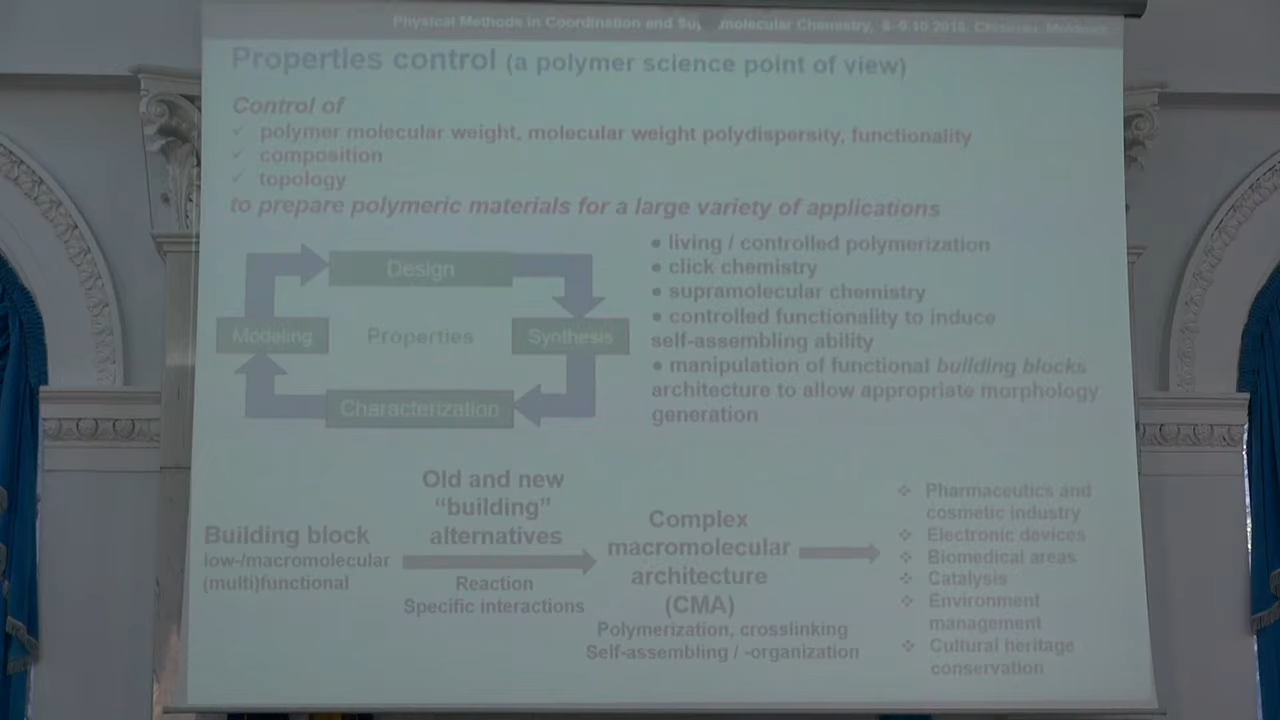 Physical Methods in Coordination and Supramolecular Chemistry, 8-9.10.2018, Chisinau, Moldova
Properties control (a polymer science point of view)
Control of
✓ polymer molecular weight, molecular weight polydispersity, functionality
✓ composition
✓ topology
to prepare polymeric materials for a large variety of applications
Design
Modeling
Properties
Synthesis
Characterization
● living / controlled polymerization
● click chemistry
● supramolecular chemistry
● controlled functionality to induce
self-assembling ability
● manipulation of functional building blocks
architecture to allow appropriate morphology
generation
Building block
low-/macromolecular
(multi)functional
Old and new
“building”
alternatives
Reaction
Specific interactions
Complex
macromolecular
architecture
(CMA)
Polymerization, crosslinking
Self-assembling / -organization
❖ Pharmaceutics and
cosmetic industry
❖ Electronic devices
❖ Biomedical areas
❖ Catalysis
❖ Environment
management
❖ Cultural heritage
conservation